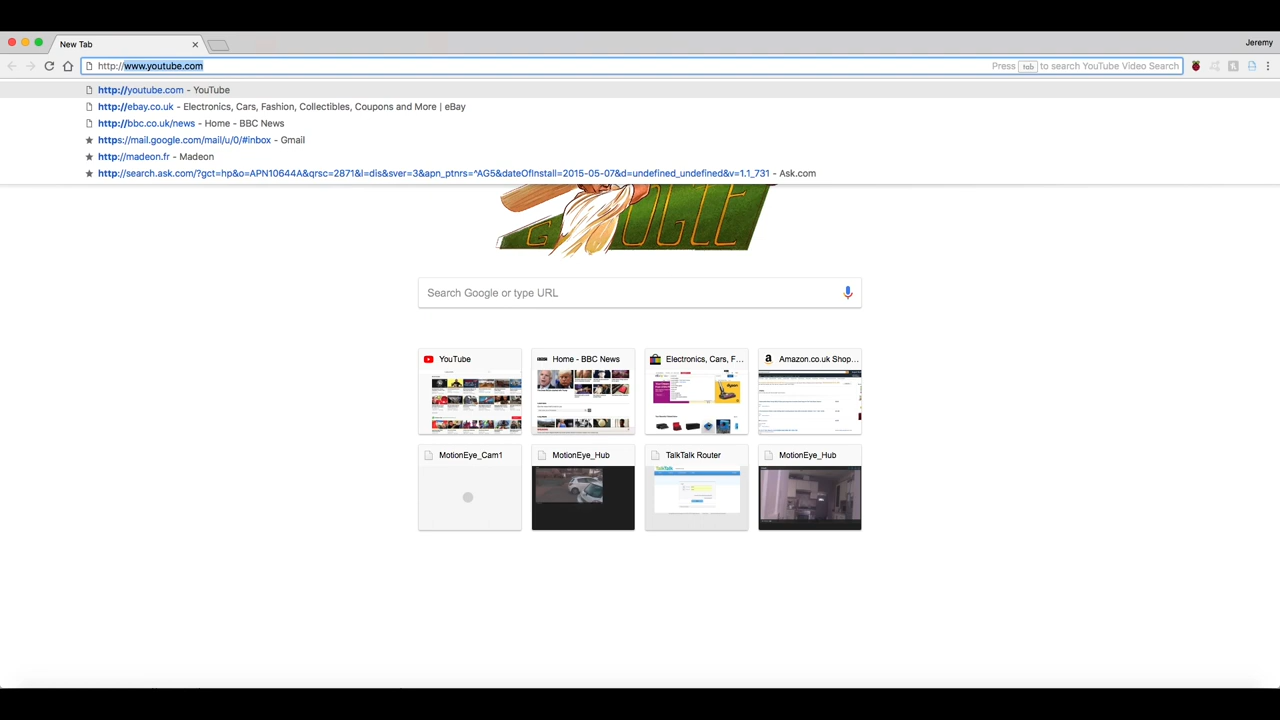 New Tab
Jeremy
http://www.youtube.com
Press tab to search YouTube Video Search
http://youtube.com - YouTube
http://ebay.co.uk - Electronics, Cars, Fashion, Collectibles, Coupons and More | eBay
http://bbc.co.uk/news - Home - BBC News
https://mail.google.com/mail/u/0/#inbox - Gmail
http://madeon.fr - Madeon
http://search.ask.com/?gct=hp&o=APN10644A&qrsc=2871&l=dis&sver=3&apn_ptnrs=^AG5&dateOfInstall=2015-05-07&d=undefined_undefined&v=1.1_731 - Ask.com
Search Google or type URL
YouTube
Home - BBC News
Electronics, Cars, F...
Amazon.co.uk Shop...
MotionEye_Cam1
MotionEye_Hub
TalkTalk Router
MotionEye_Hub
TalkTalk